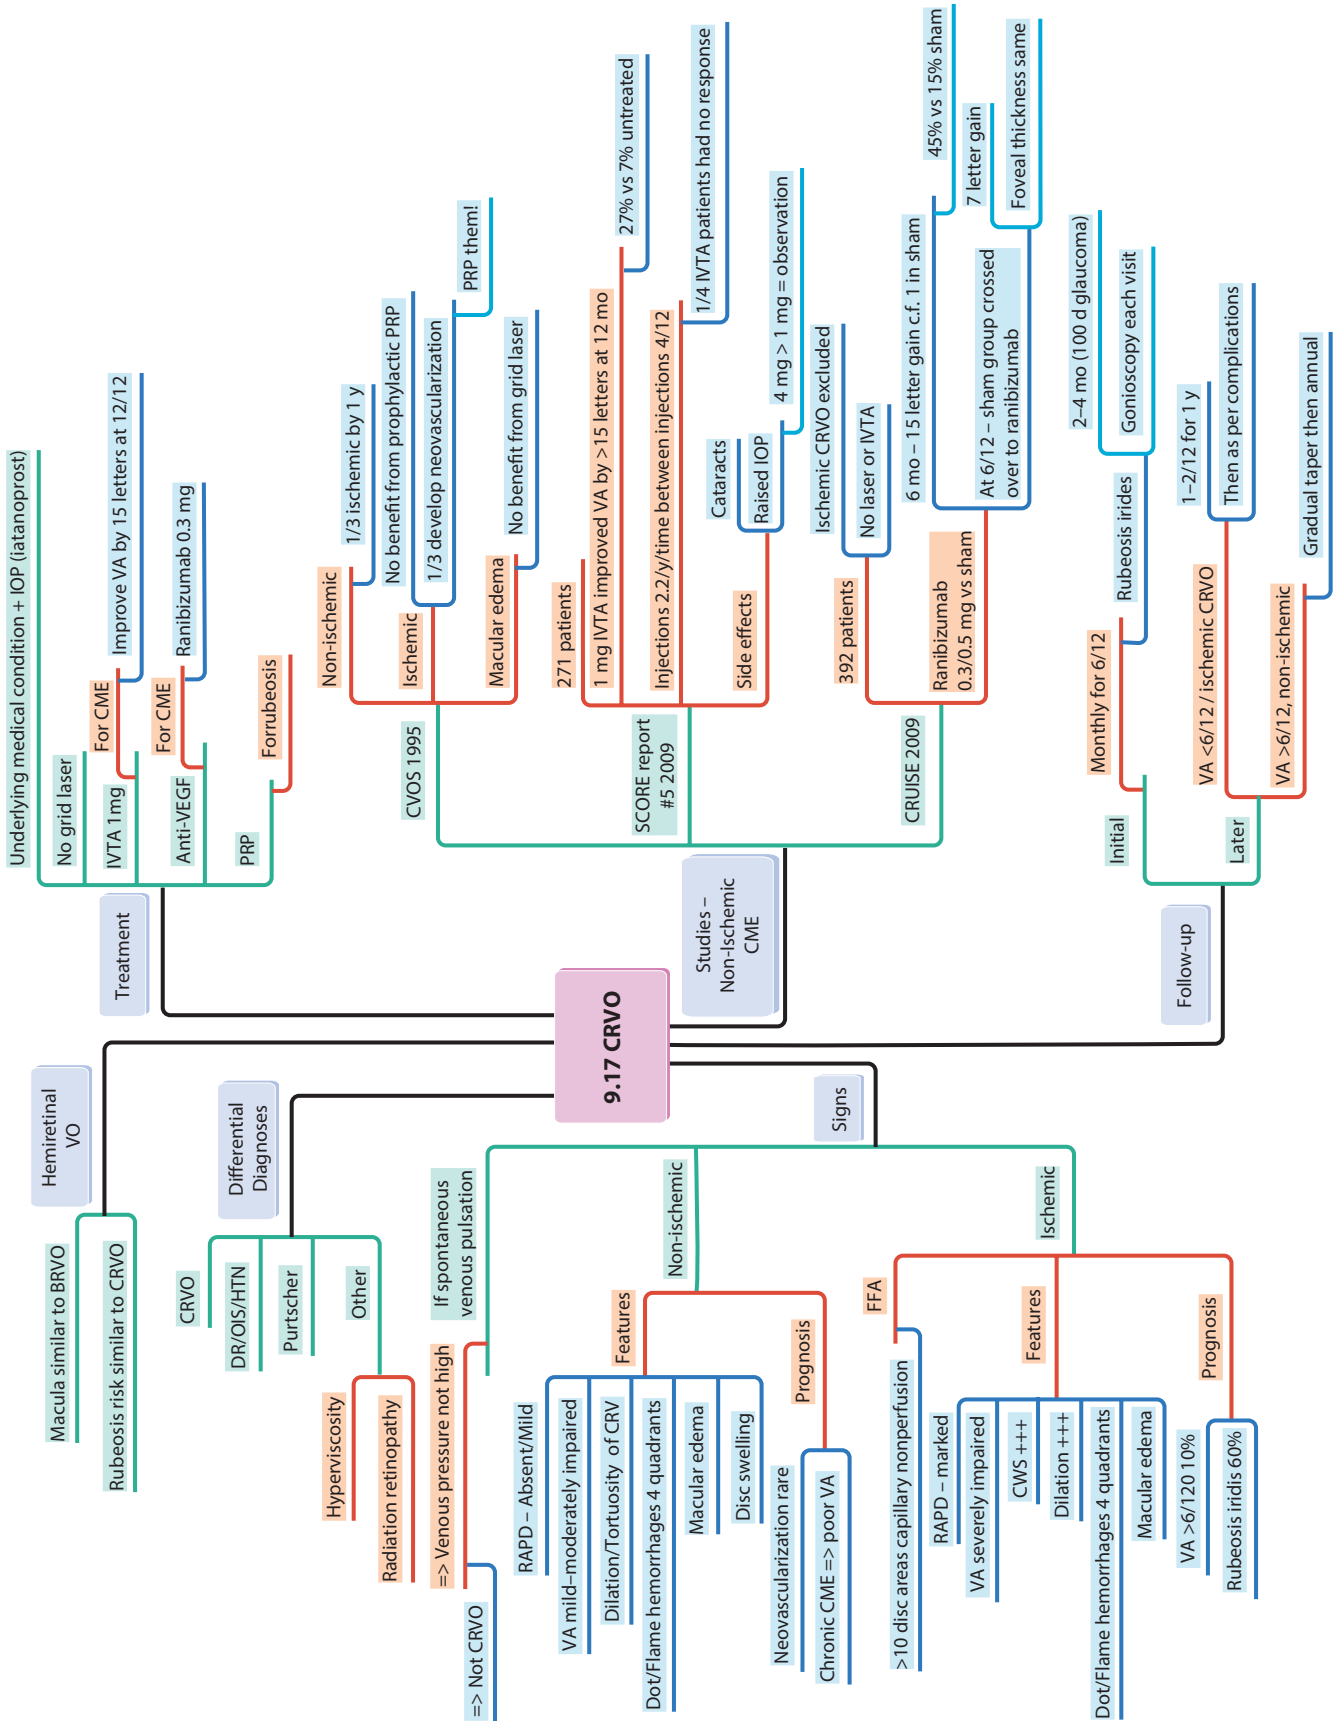 9.17 CRVO
Hemiretinal
VO
Macula similar to BRVO
Rubeosis risk similar to CRVO
Differential
Diagnoses
CRVO
DR/OIS/HTN
Purtscher
Other
Hyperviscosity
Radiation retinopathy
Signs
If spontaneous
venous pulsation
=> Venous pressure not high
=> Not CRVO
Non-ischemic
Features
RAPD – Absent/Mild
VA mild–moderately impaired
Dilation/Tortuosity of CRV
Dot/Flame hemorrhages 4 quadrants
Macular edema
Disc swelling
Prognosis
Neovascularization rare
Chronic CME => poor VA
Ischemic
FFA
>10 disc areas capillary nonperfusion
Features
RAPD – marked
VA severely impaired
CWS +++
Dilation +++
Dot/Flame hemorrhages 4 quadrants
Macular edema
Prognosis
VA >6/120 10%
Rubeosis iridis 60%
Treatment
Underlying medical condition + IOP (iatanoprost)
No grid laser
IVTA 1mg
For CME
Improve VA by 15 letters at 12/12
Anti-VEGF
For CME
Ranibizumab 0.3 mg
PRP
Forrubeosis
Studies –
Non-Ischemic
CME
CVOS 1995
Non-ischemic
1/3 ischemic by 1 y
Ischemic
No benefit from prophylactic PRP
1/3 develop neovascularization
PRP them!
Macular edema
No benefit from grid laser
SCORE report
#5 2009
271 patients
1 mg IVTA improved VA by >15 letters at 12 mo
27% vs 7% untreated
Injections 2.2/y/time between injections 4/12
1/4 IVTA patients had no response
Side effects
Cataracts
Raised IOP
4 mg > 1 mg = observation
CRUISE 2009
392 patients
Ischemic CRVO excluded
No laser or IVTA
Ranibizumab
0.3/0.5 mg vs sham
6 mo – 15 letter gain c.f. 1 in sham
45% vs 15% sham
At 6/12 – sham group crossed
over to ranibizumab
7 letter gain
Foveal thickness same
Follow-up
Initial
Monthly for 6/12
Rubeosis irides
2–4 mo (100 d glaucoma)
Gonioscopy each visit
Later
VA <6/12 / ischemic CRVO
1–2/12 for 1 y
Then as per complications
VA >6/12, non-ischemic
Gradual taper then annual